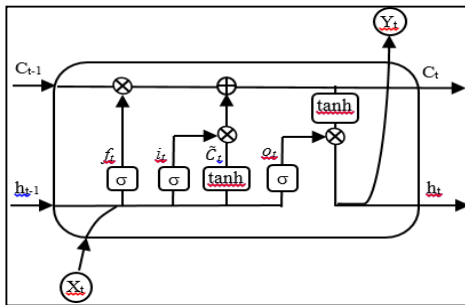 Yt
Ct-1 Ct
tanh
ft it C̃t ot
σ σ tanh σ
ht-1 ht
Xt